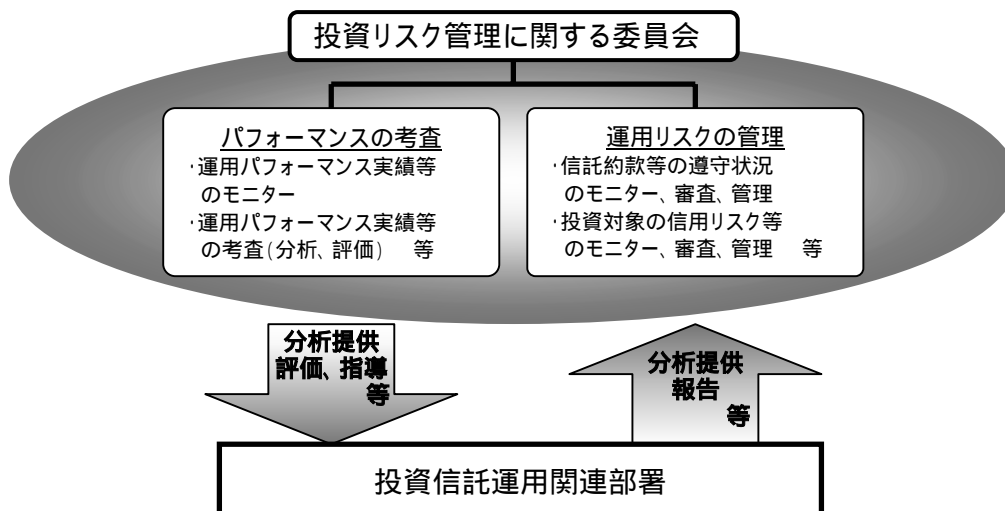 投資リスク管理に関する委員会
パフォーマンスの考査
・運用パフォーマンス実績等
のモニター
・運用パフォーマンス実績等
の考査(分析、評価) 等
運用リスクの管理
・信託約款等の遵守状況
のモニター、審査、管理
・投資対象の信用リスク等
のモニター、審査、管理 等
分析提供
評価、指導
等
分析提供
報告
等
投資信託運用関連部署